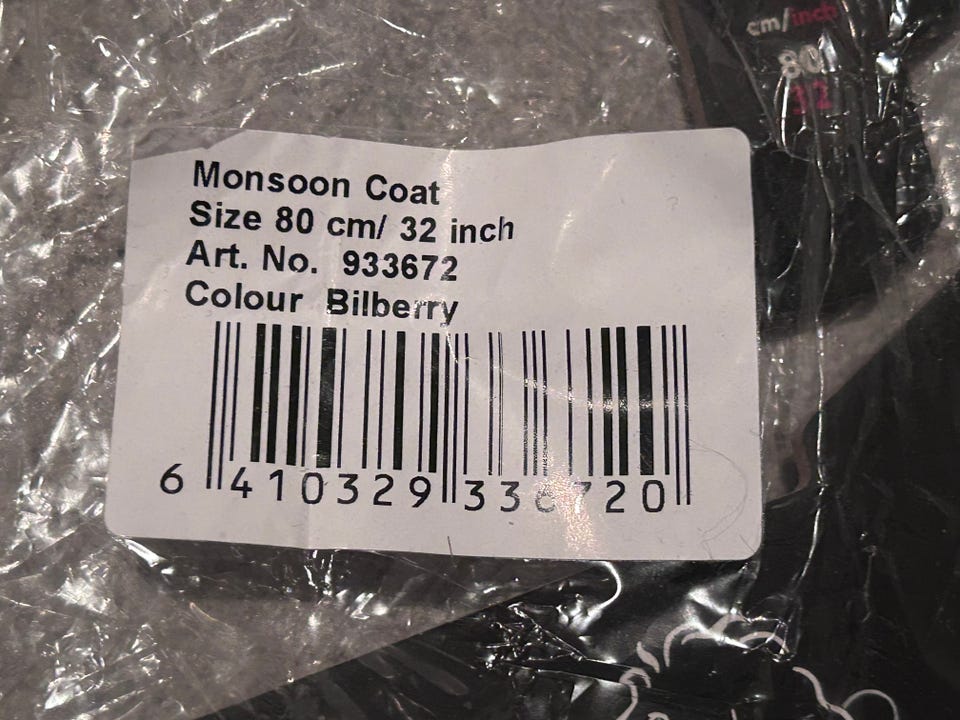 cm/inch
80
32
Monsoon Coat
Size 80 cm/ 32 inch
Art. No. 933672
Colour Bilberry
6 410329 336720